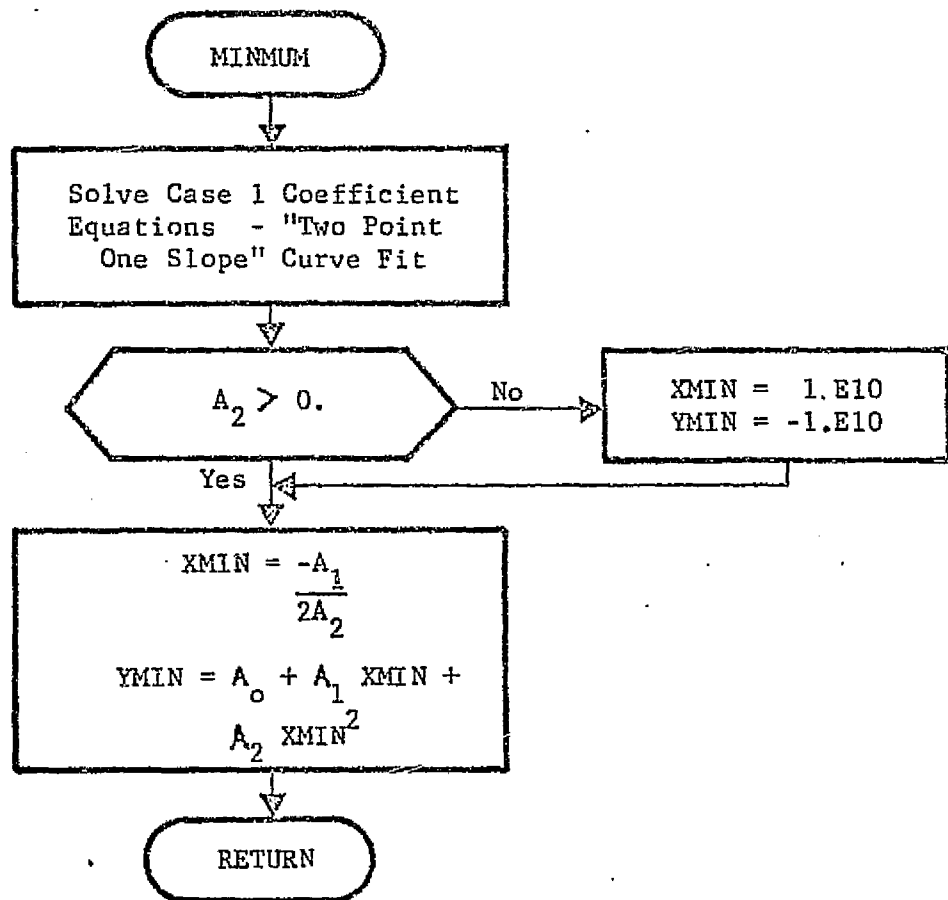 MINMUM
Solve Case 1 Coefficient
Equations - "Two Point
One Slope" Curve Fit
A2 > 0.
No
XMIN = 1.E10
YMIN = -1.E10
Yes
XMIN = -A1
2A2
YMIN = Ao + A1 XMIN +
A2 XMIN2
RETURN